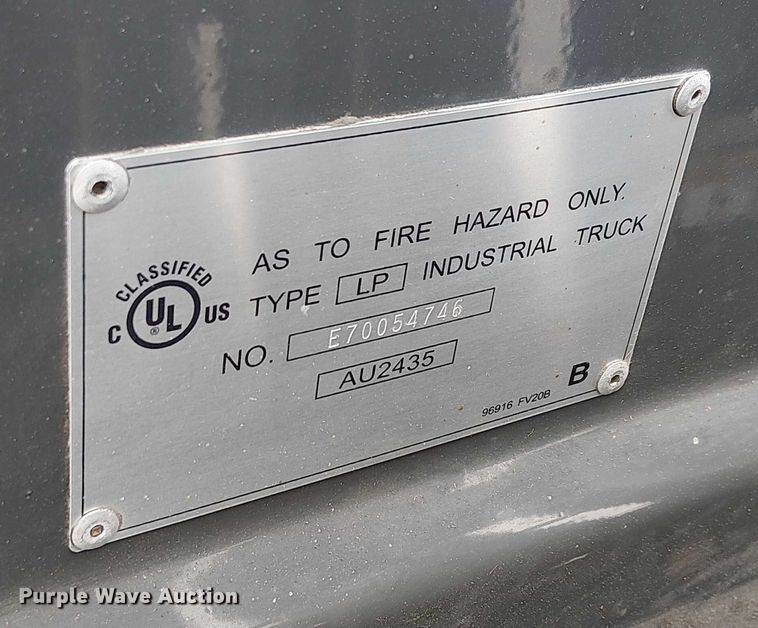 AS TO FIRE HAZARD ONLY.
CLASSIFIED
C UL ® US
TYPE LP INDUSTRIAL TRUCK
NO. E70054746
AU2435
96916 FV20B
B
Purple Wave Auction